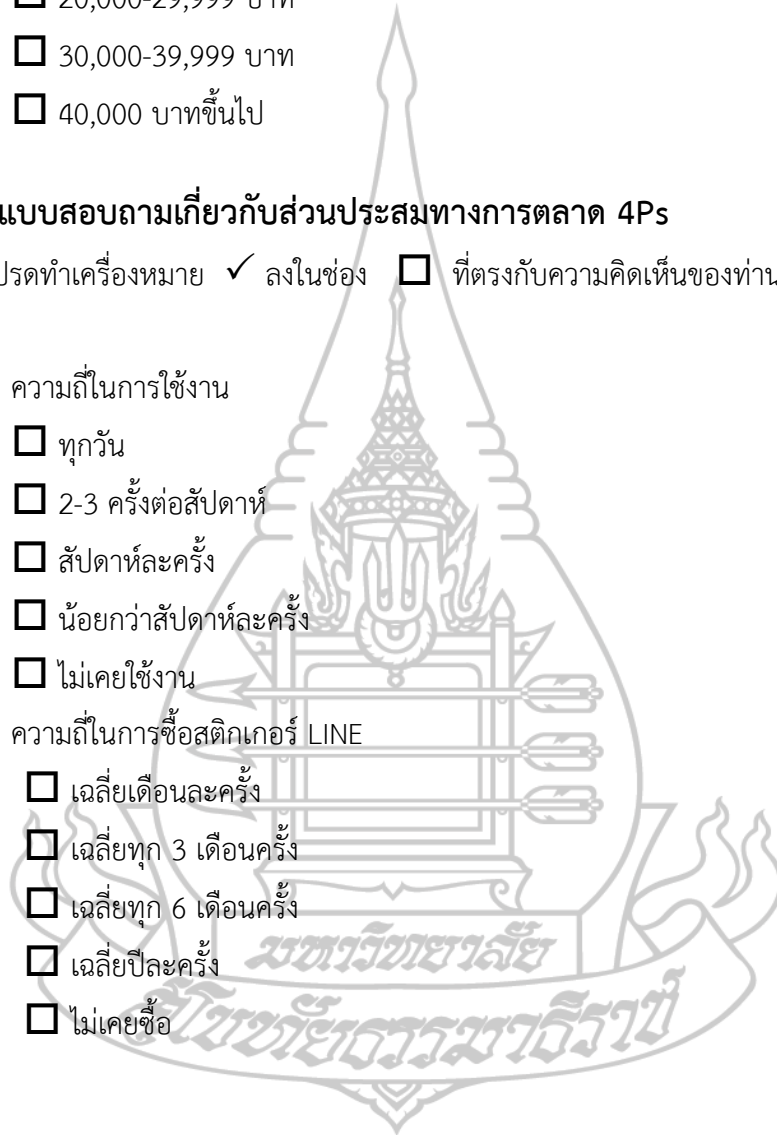 ☐ 20,000-29,999 บาท
☐ 30,000-39,999 บาท
☐ 40,000 บาทขึ้นไป
แบบสอบถามเกี่ยวกับส่วนประสมทางการตลาด 4Ps
ปรดทำเครื่องหมาย ✓ ลงในช่อง ☐ ที่ตรงกับความคิดเห็นของท่าน
ความถี่ในการใช้งาน
☐ ทุกวัน
☐ 2-3 ครั้งต่อสัปดาห์
☐ สัปดาห์ละครั้ง
☐ น้อยกว่าสัปดาห์ละครั้ง
☐ ไม่เคยใช้งาน
ความถี่ในการซื้อสติกเกอร์ LINE
☐ เฉลี่ยเดือนละครั้ง
☐ เฉลี่ยทุก 3 เดือนครั้ง
☐ เฉลี่ยทุก 6 เดือนครั้ง
☐ เฉลี่ยปีละครั้ง
☐ ไม่เคยซื้อ
มหาวิทยาลัย
สุโขทัยธรรมาธิราช